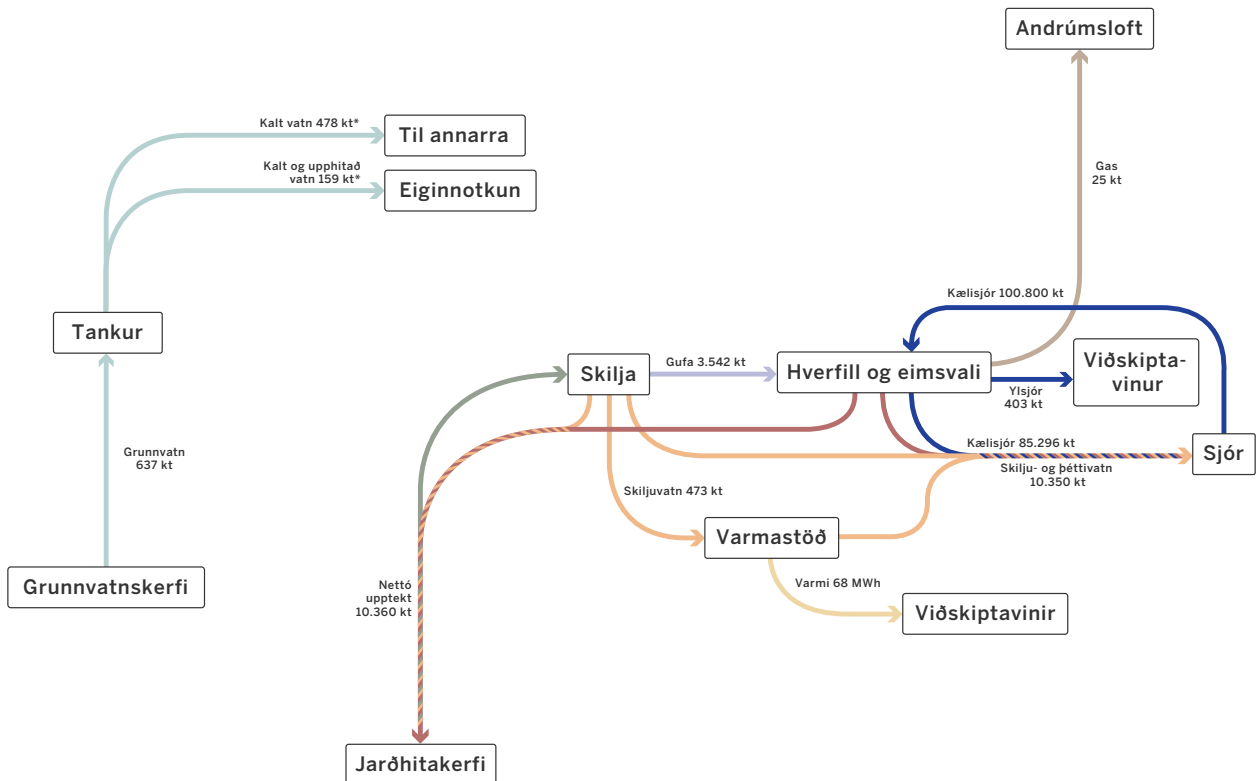 Andrúmsloft
Kalt vatn 478 kt*
Til annarra
Kalt og upphitað
vatn 159 kt*
Eiginnotkun
Gas
25 kt
Kælisjór 100.800 kt
Tankur
Skilja
Gufa 3.542 kt
Hverfill og eimsvali
Ylsjór
403 kt
Viðskipta-
vinur
Grunnvatn
637 kt
Kælisjór 85.296 kt
Skilju- og þéttivatn
10.350 kt
Sjór
Skiljuvatn 473 kt
Varmastöð
Grunnvatnskerfi
Nettó
upptekt
10.360 kt
Varmi 68 MWh
Viðskiptavinir
Jarðhitakerfi